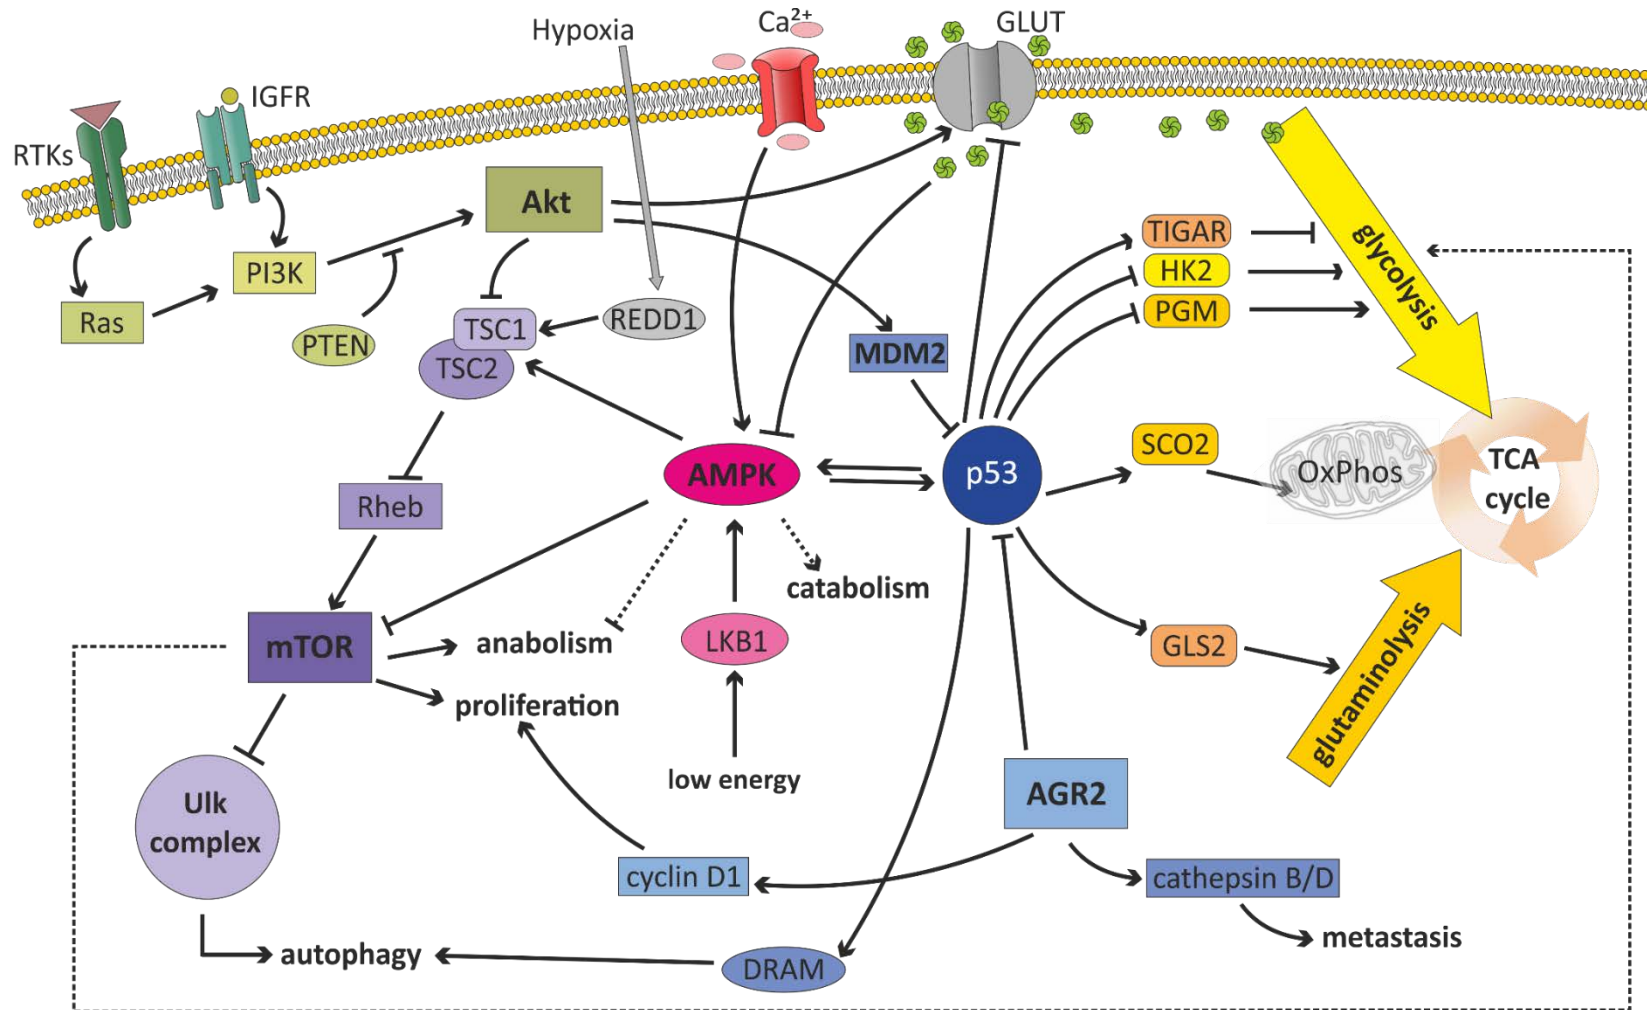 Ca²⁺
GLUT
Hypoxia
IGFR
RTKs
Akt
TIGAR
glycolysis
PI3K
HK2
Ras
TSC1
REDD1
PGM
PTEN
MDM2
TSC2
SCO2
TCA
cycle
AMPK
p53
OxPhos
Rheb
catabolism
mTOR
anabolism
LKB1
GLS2
glutaminolysis
proliferation
low energy
AGR2
Ulk
complex
cyclin D1
cathepsin B/D
metastasis
autophagy
DRAM